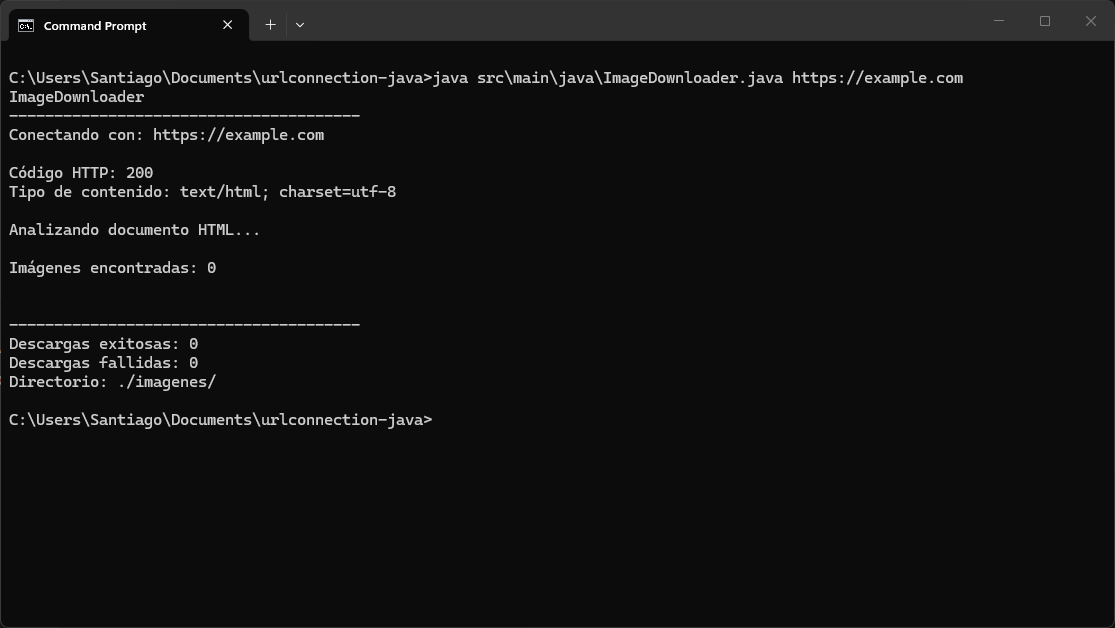 Command Prompt
C:\Users\Santiago\Documents\urlconnection-java>java src\main\java\ImageDownloader.java https://example.com
ImageDownloader
---------------------------------------
Conectando con: https://example.com
Código HTTP: 200
Tipo de contenido: text/html; charset=utf-8
Analizando documento HTML...
Imágenes encontradas: 0
---------------------------------------
Descargas exitosas: 0
Descargas fallidas: 0
Directorio: ./imagenes/
C:\Users\Santiago\Documents\urlconnection-java>